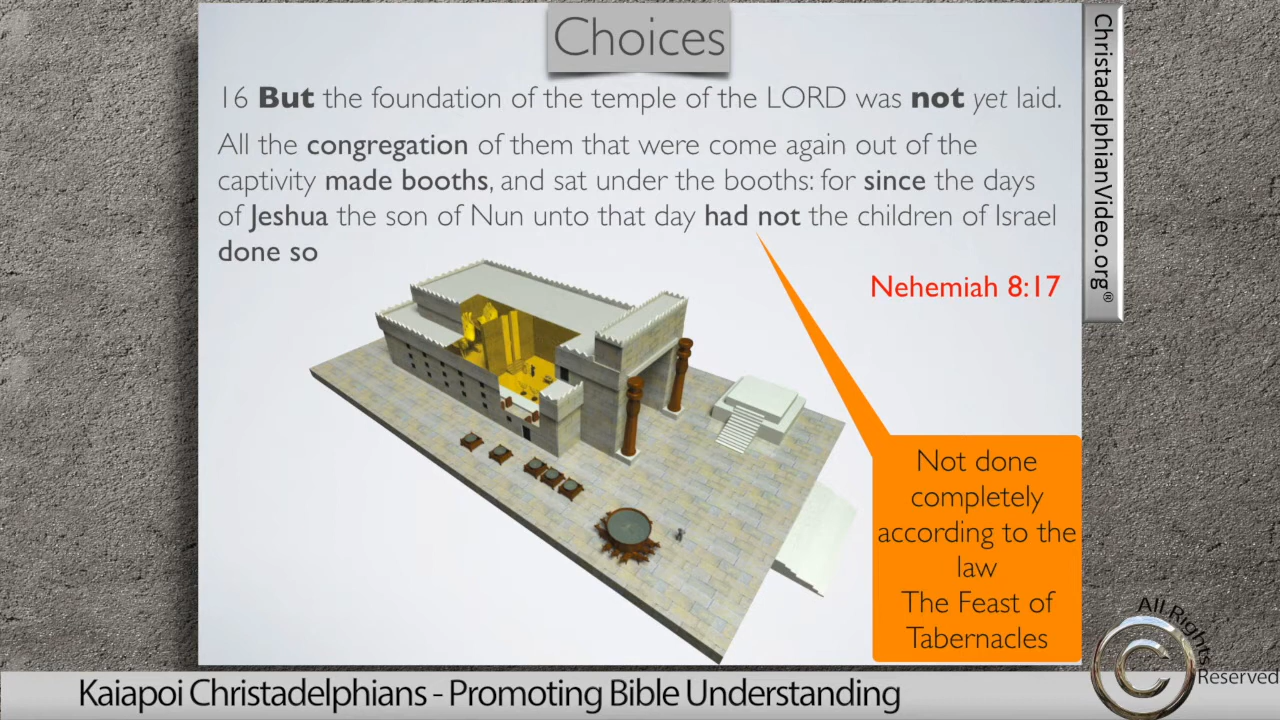 Choices
16 But the foundation of the temple of the LORD was not yet laid.
All the congregation of them that were come again out of the
captivity made booths, and sat under the booths: for since the days
of Jeshua the son of Nun unto that day had not the children of Israel
done so
Nehemiah 8:17
Not done
completely
according to the
law
The Feast of
Tabernacles
ChristadelphianVideo.org®
All Rights
Reserved
C
Kaiapoi Christadelphians - Promoting Bible Understanding